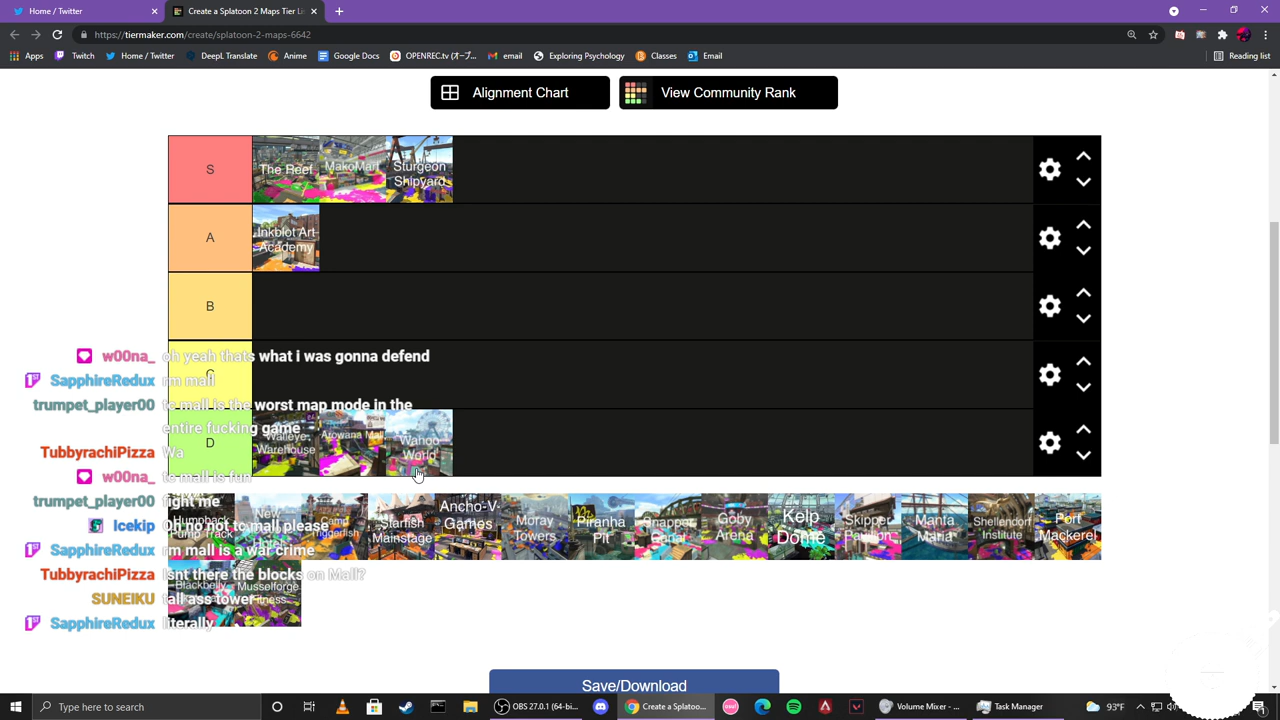 Home / Twitter
Create a Splatoon 2 Maps Tier Li
https://tiermaker.com/create/splatoon-2-maps-6642
Apps
Twitch
Home / Twitter
DeepL Translate
Anime
Google Docs
OPENREC.tv (オープ...
email
Exploring Psychology
Classes
Email
Reading list
Alignment Chart
View Community Rank
S
The Reef
MakoMart
Sturgeon
Shipyard
A
Inkblot Art
Academy
B
C
D
Walleye
Warehouse
Arowana Mall
Wahoo
World
w00na_ oh yeah thats what i was gonna defend
SapphireRedux rm mall
trumpet_player00 tc mall is the worst map mode in the
entire fucking game
TubbyrachiPizza Wa
w00na_ tc mall is fun
trumpet_player00 fight me
Icekip Oh no not to mall please
SapphireRedux rm mall is a war crime
TubbyrachiPizza Isnt there the blocks on Mall?
SUNEIKU tall ass tower
SapphireRedux literally
Humpback
Pump Track
New
Hotel
Camp
Triggerfish
Starfish
Mainstage
Ancho-V-
Games
Moray
Towers
Piranha
Pit
Snapper
Canal
Goby
Arena
Kelp
Dome
Skipper
Pavilion
Manta
Maria
Shellendorf
Institute
Port
Mackerel
Blackbelly
Musselforge
Fitness
Save/Download
Type here to search
OBS 27.0.1 (64-bi...
Create a Splatoo...
Volume Mixer - ...
Task Manager
93°F